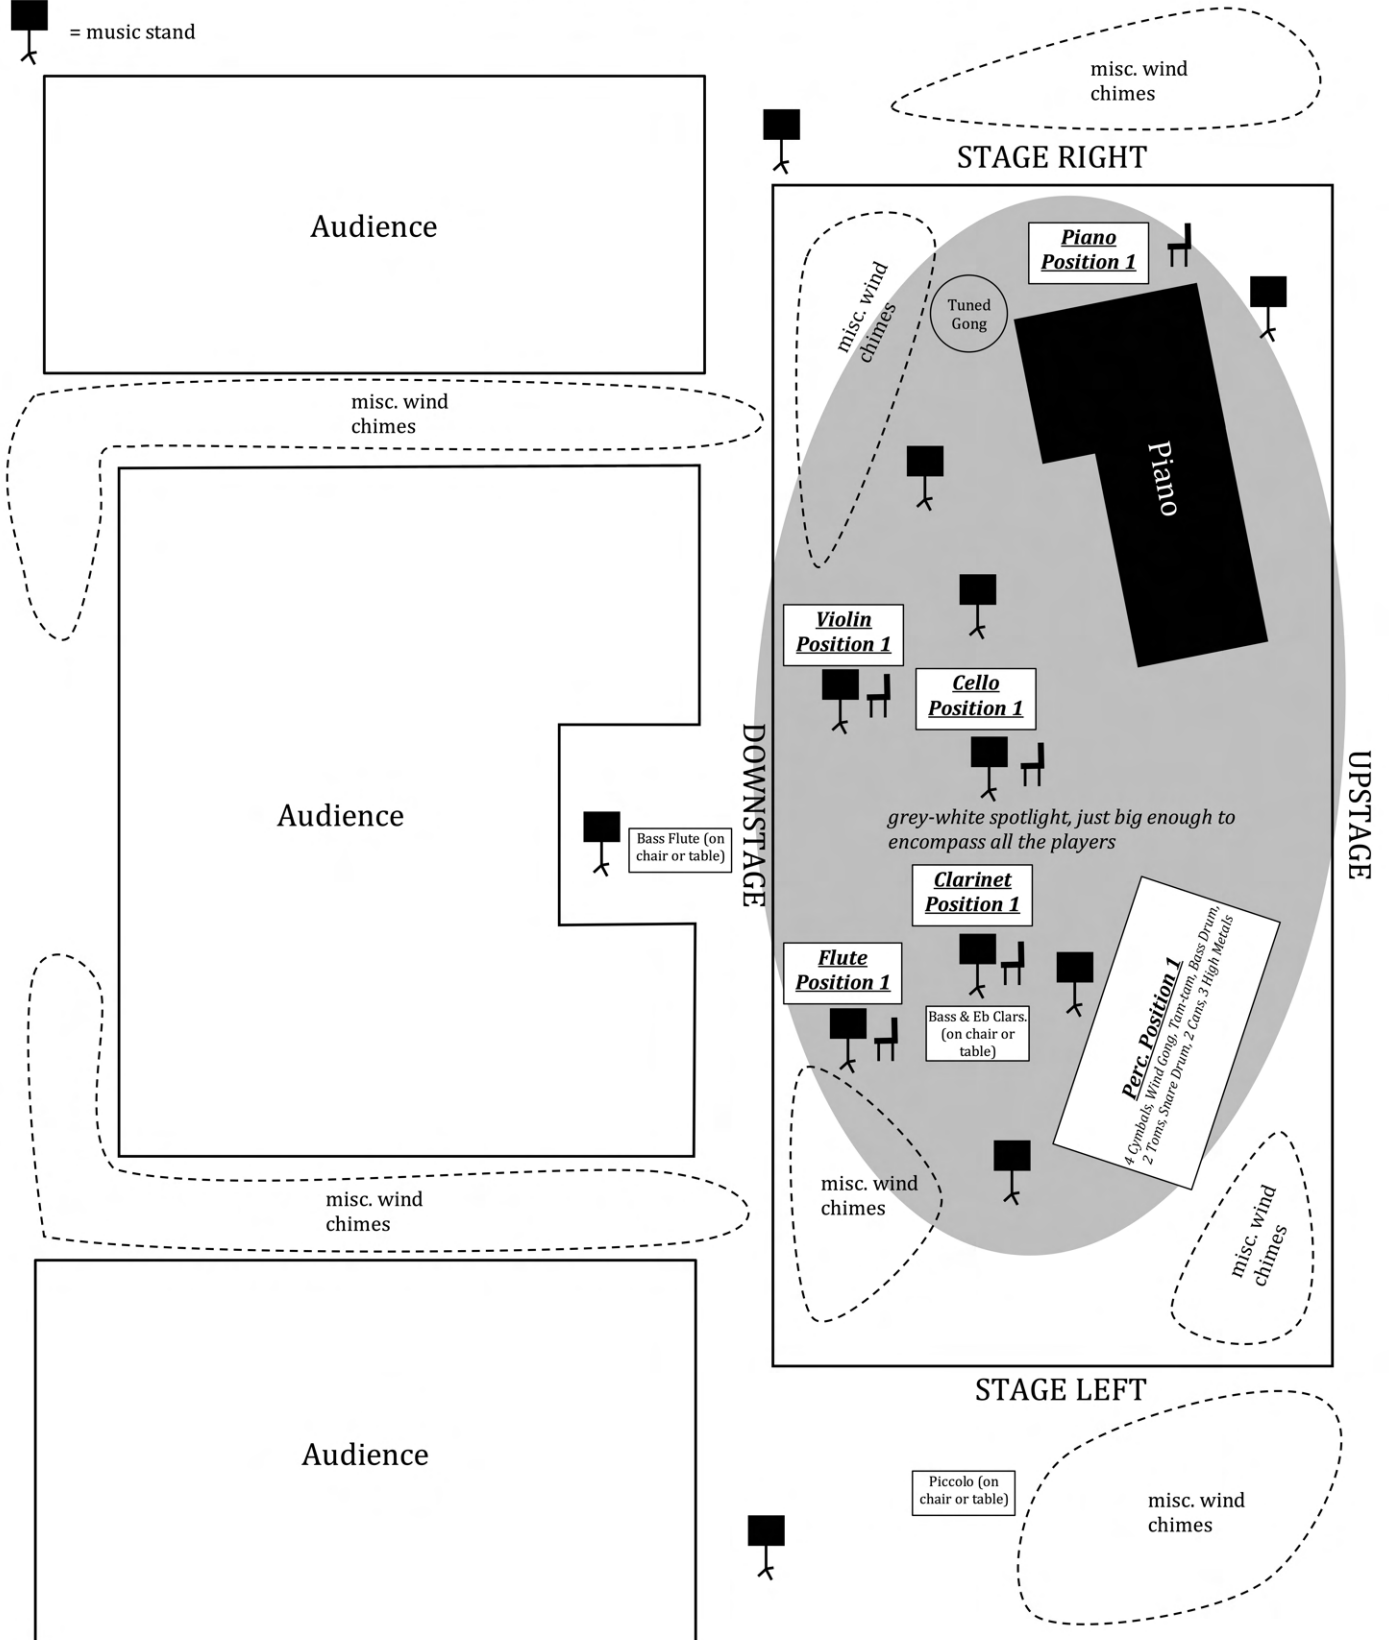 = music stand
misc. wind
chimes
STAGE RIGHT
Audience
Piano
Position 1
misc. wind
chimes
Tuned
Gong
misc. wind
chimes
Piano
Violin
Position 1
Cello
Position 1
DOWNSTAGE
UPSTAGE
Audience
grey-white spotlight, just big enough to
encompass all the players
Bass Flute (on
chair or table)
Clarinet
Position 1
Flute
Position 1
Bass & Eb Clars.
(on chair or
table)
Perc. Position 1
4 Cymbals, Wind Gong, Tam-tam, Bass Drum,
2 Toms, Snare Drum, 2 Cans, 3 High Metals
misc. wind
chimes
misc. wind
chimes
misc. wind
chimes
STAGE LEFT
Audience
Piccolo (on
chair or table)
misc. wind
chimes